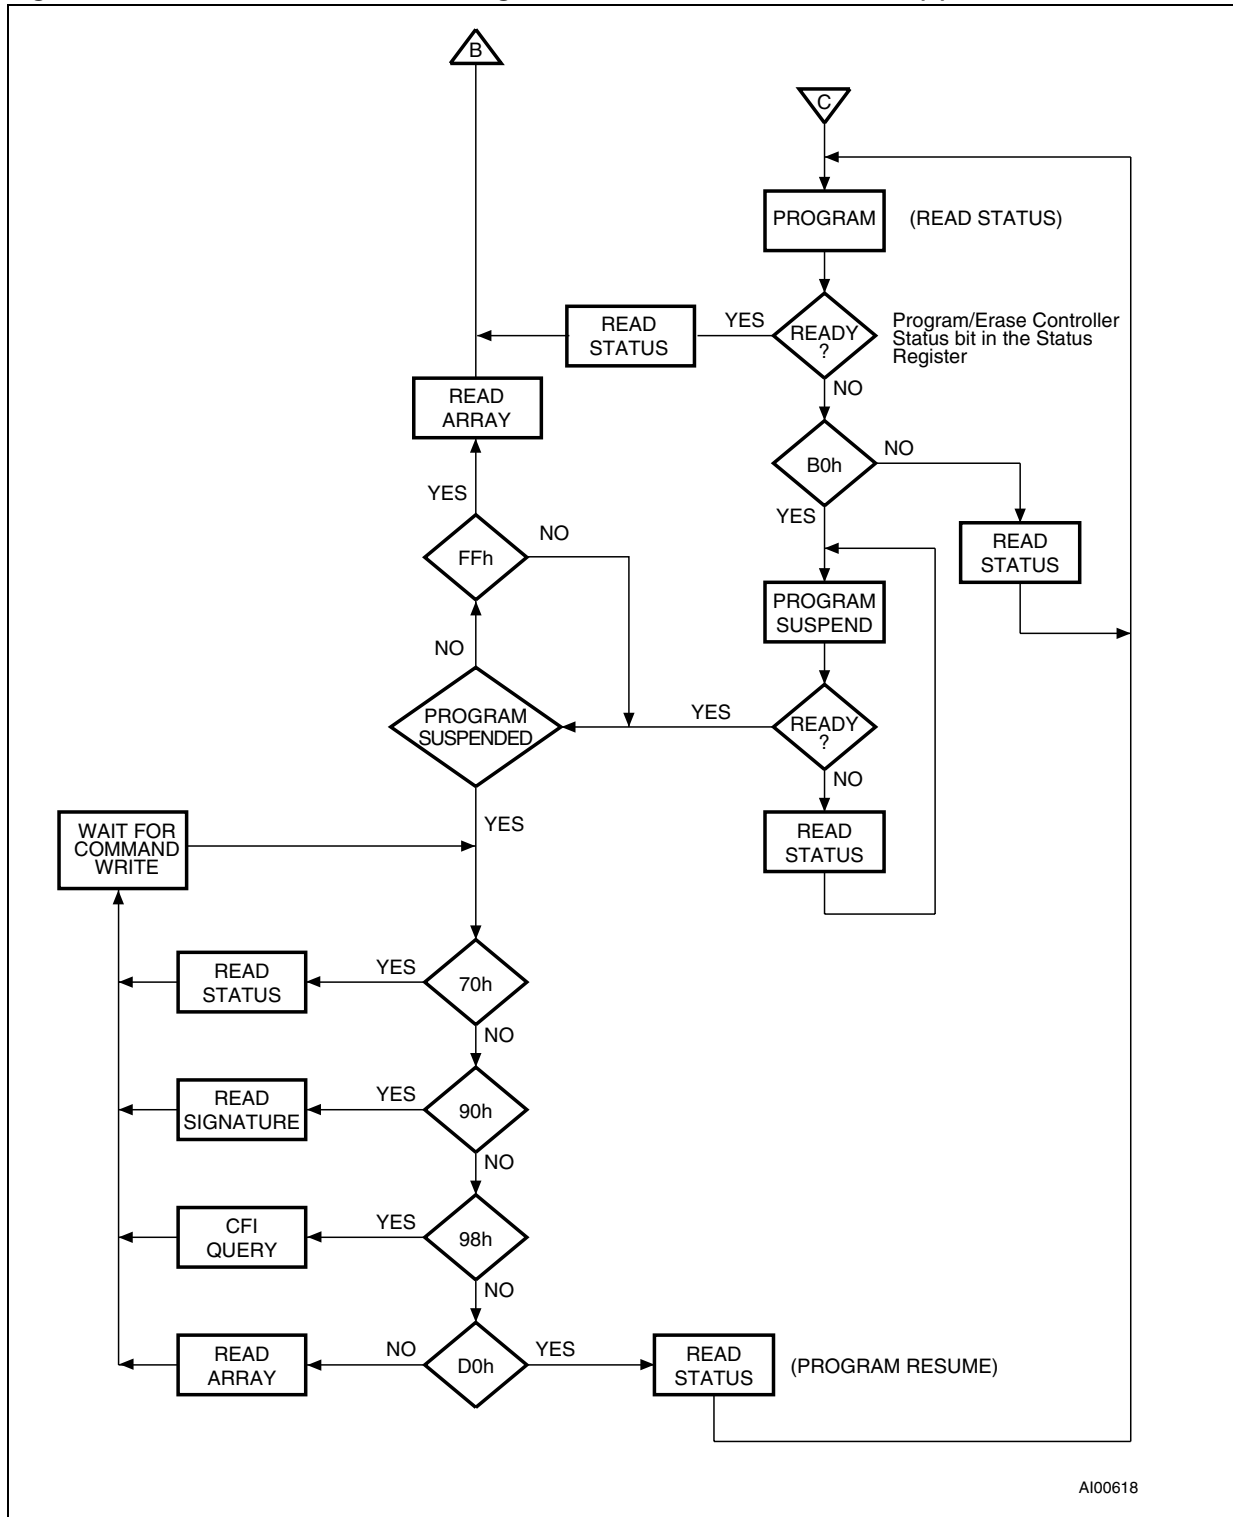 B
C
PROGRAM
(READ STATUS)
READ
STATUS
YES
READY
?
Program/Erase Controller
Status bit in the Status
Register
NO
READ
ARRAY
B0h
NO
YES
YES
FFh
NO
READ
STATUS
PROGRAM
SUSPEND
NO
PROGRAM
SUSPENDED
YES
READY
?
NO
YES
READ
STATUS
WAIT FOR
COMMAND
WRITE
READ
STATUS
YES
70h
NO
READ
SIGNATURE
YES
90h
NO
CFI
QUERY
YES
98h
NO
READ
ARRAY
NO
D0h
YES
READ
STATUS
(PROGRAM RESUME)
AI00618